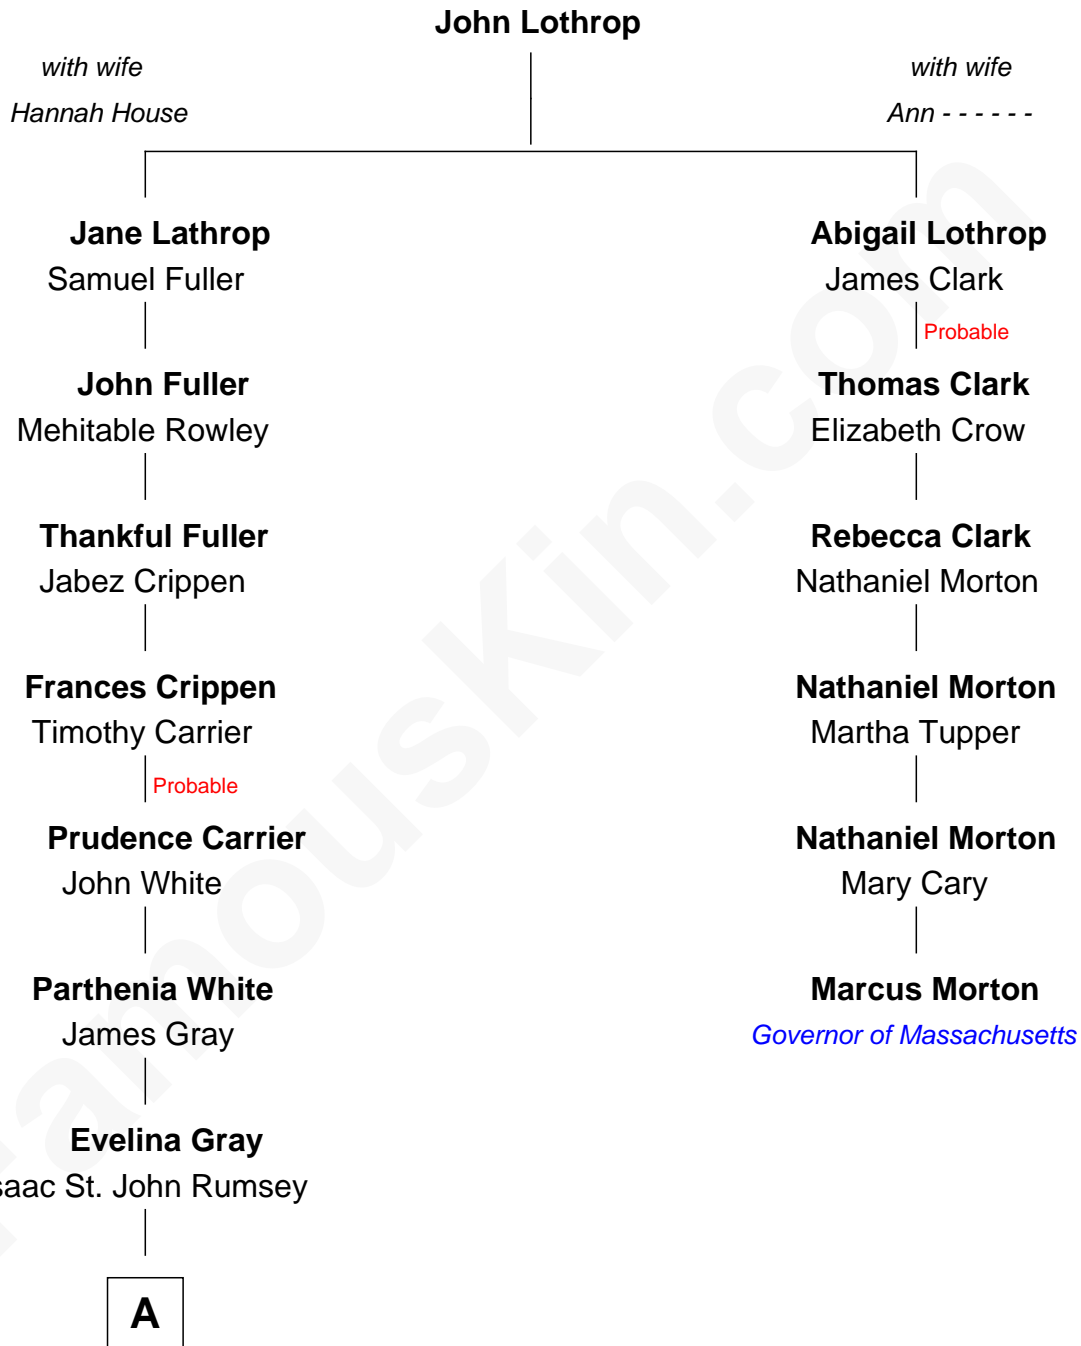 John Lothrop
with wife
Hannah House
with wife
Ann - - - - - -
Jane Lathrop
Samuel Fuller
Abigail Lothrop
James Clark
Probable
John Fuller
Mehitable Rowley
Thomas Clark
Elizabeth Crow
Thankful Fuller
Jabez Crippen
Rebecca Clark
Nathaniel Morton
Frances Crippen
Timothy Carrier
Nathaniel Morton
Martha Tupper
Probable
Prudence Carrier
John White
Nathaniel Morton
Mary Cary
Parthenia White
James Gray
Marcus Morton
Governor of Massachusetts
Evelina Gray
saac St. John Rumsey
A
FamousKin.com